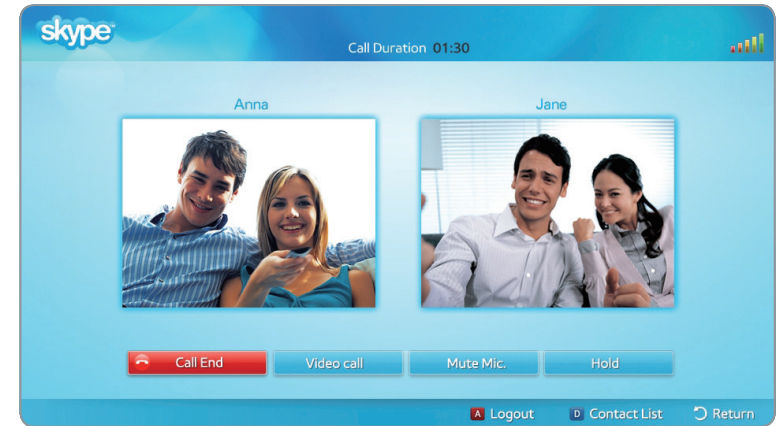 skype
Call Duration 01:30
Anna
Jane
Call End
Video call
Mute Mic.
Hold
A Logout
D Contact List
Return